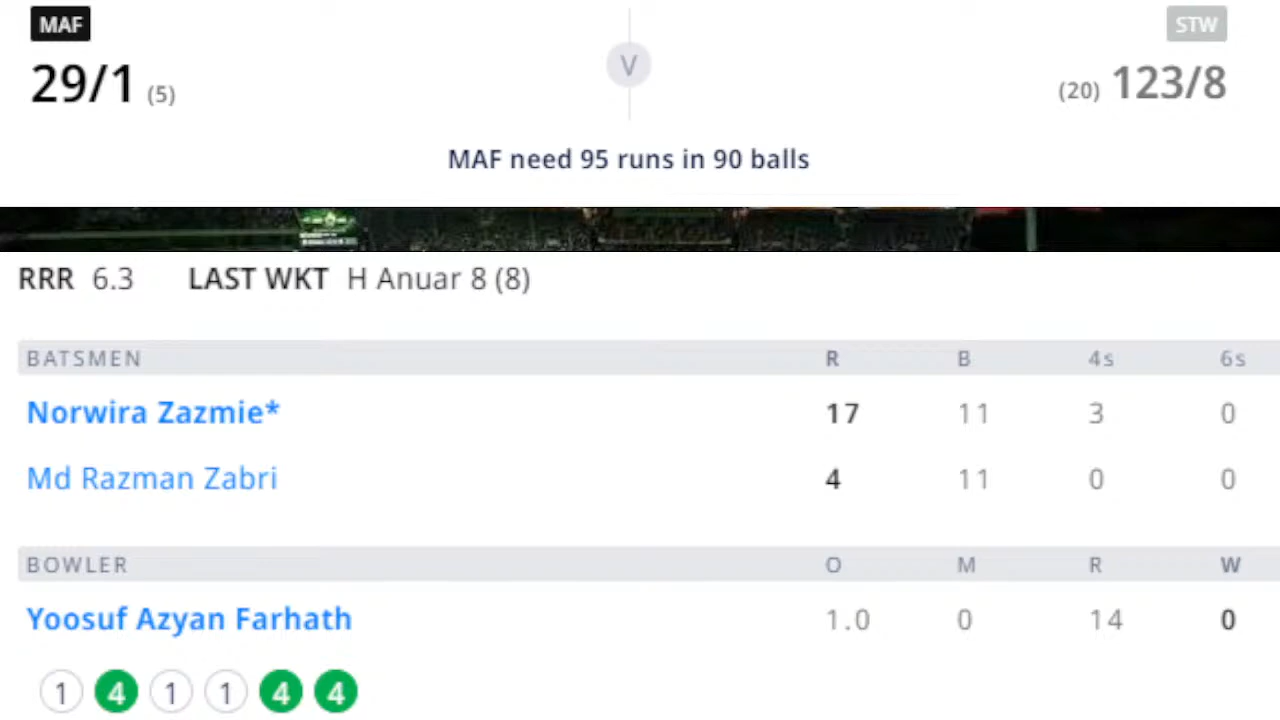 MAF
STW
29/1 (5)
V
(20) 123/8
MAF need 95 runs in 90 balls
RRR 6.3 LAST WKT H Anuar 8 (8)
BATSMEN R B 4s 6s
Norwira Zazmie* 17 11 3 0
Md Razman Zabri 4 11 0 0
BOWLER O M R W
Yoosuf Azyan Farhath 1.0 0 14 0
1 4 1 1 4 4